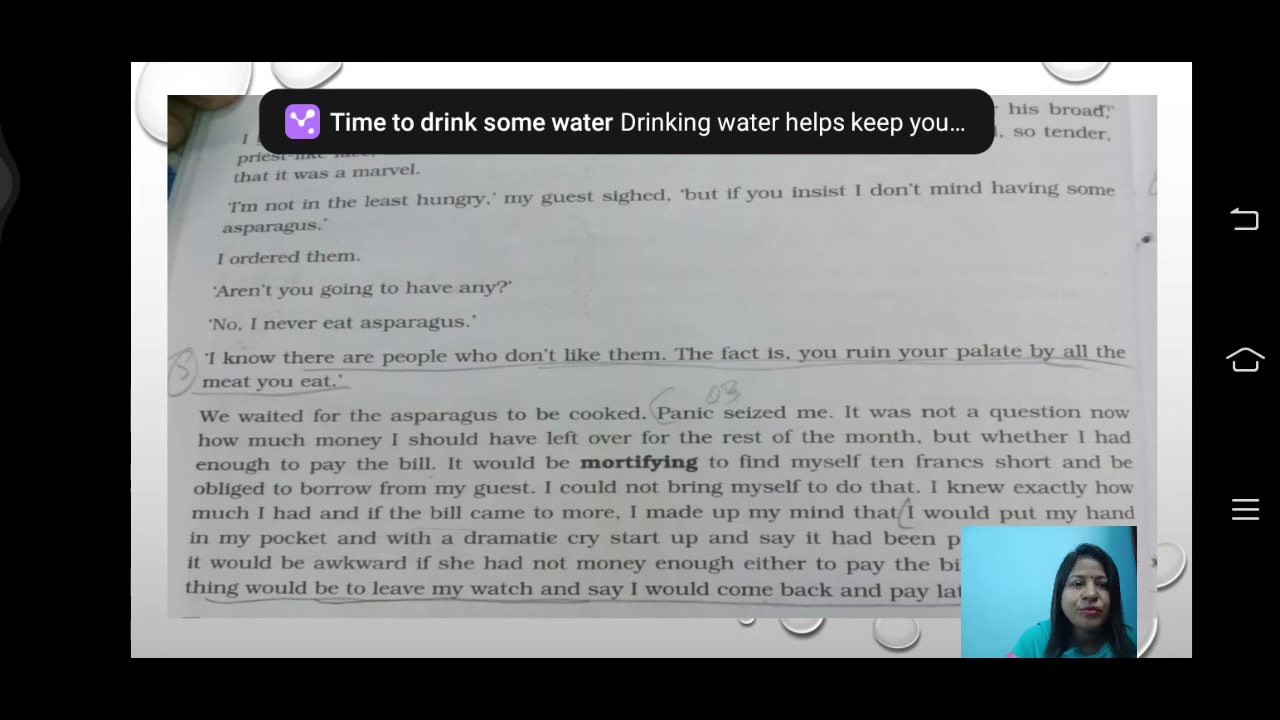 Time to drink some water Drinking water helps keep you...
his broad,
I
so tender,
priest-like face,
that it was a marvel.
'I'm not in the least hungry,' my guest sighed, 'but if you insist I don't mind having some
asparagus.'
I ordered them.
'Aren't you going to have any?'
'No, I never eat asparagus.'
'I know there are people who don't like them. The fact is, you ruin your palate by all the
meat you eat.'
03
We waited for the asparagus to be cooked. Panic seized me. It was not a question now
how much money I should have left over for the rest of the month, but whether I had
enough to pay the bill. It would be mortifying to find myself ten francs short and be
obliged to borrow from my guest. I could not bring myself to do that. I knew exactly how
much I had and if the bill came to more, I made up my mind that I would put my hand
in my pocket and with a dramatic cry start up and say it had been
it would be awkward if she had not money enough either to pay the
thing would be to leave my watch and say I would come back and pay